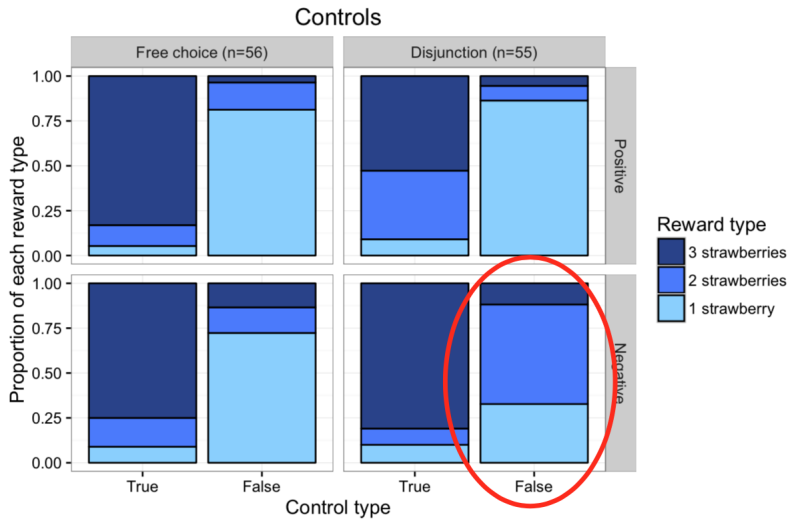 Controls
Free choice (n=56)
Disjunction (n=55)
Proportion of each reward type
1.00
0.75
0.50
0.25
0.00
Positive
1.00
0.75
0.50
0.25
0.00
Negative
True
False
True
False
Control type
Reward type
3 strawberries
2 strawberries
1 strawberry